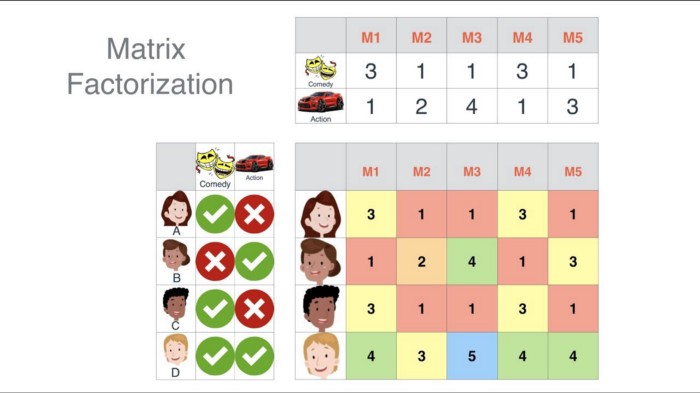 Matrix
Factorization
M1 M2 M3 M4 M5
Comedy 3 1 1 3 1
Action 1 2 4 1 3
Comedy Action
A
B
C
D
M1 M2 M3 M4 M5
3 1 1 3 1
1 2 4 1 3
3 1 1 3 1
4 3 5 4 4